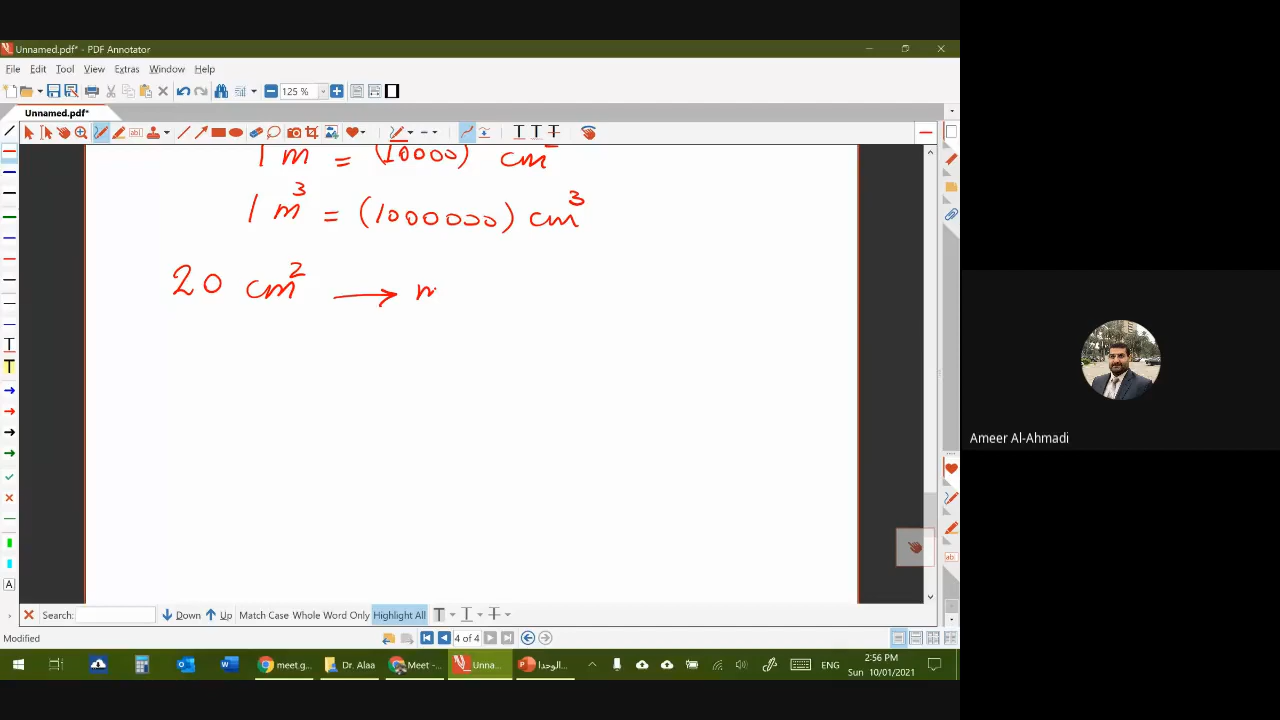 Unnamed.pdf* - PDF Annotator
File Edit Tool View Extras Window Help
125 %
Unnamed.pdf*
1 m = (10000) cm²
1 m³ = (1000000) cm³
20 cm² → m
Ameer Al-Ahmadi
Search: Down Up Match Case Whole Word Only Highlight All
Modified 4 of 4
meet.g... Dr. Alaa Meet -... Unna... الوحدا... ENG 2:56 PM
Sun 10/01/2021